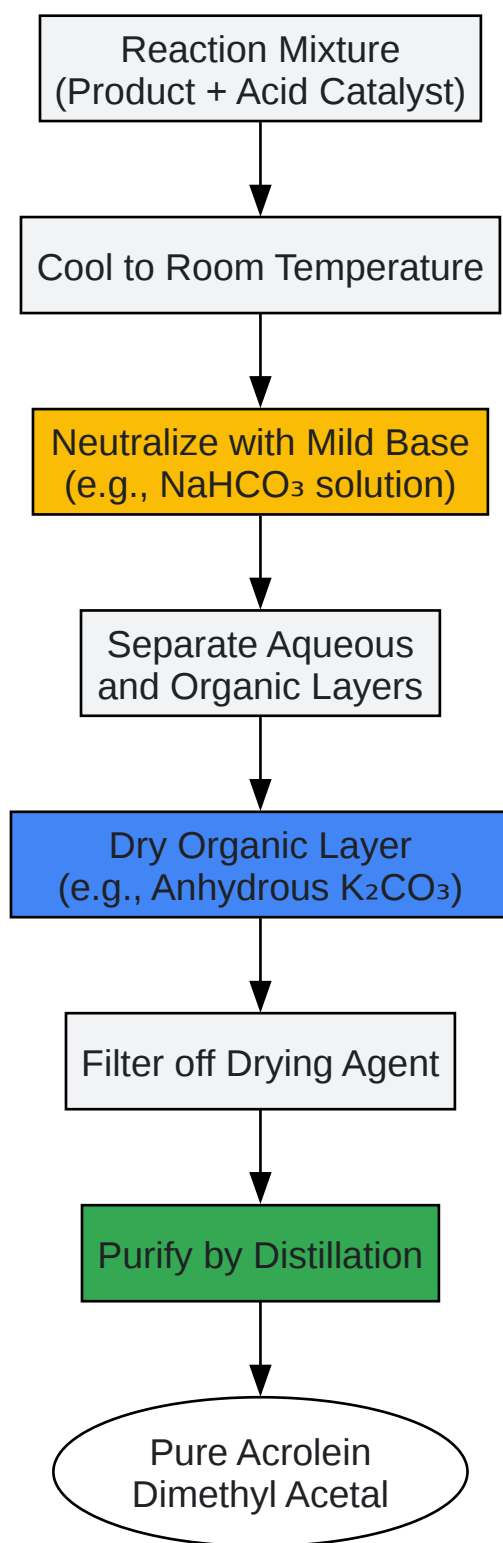 Reaction Mixture
(Product + Acid Catalyst)
Cool to Room Temperature
Neutralize with Mild Base
(e.g., NaHCO₃ solution)
Separate Aqueous
and Organic Layers
Dry Organic Layer
(e.g., Anhydrous K₂CO₃)
Filter off Drying Agent
Purify by Distillation
Pure Acrolein
Dimethyl Acetal